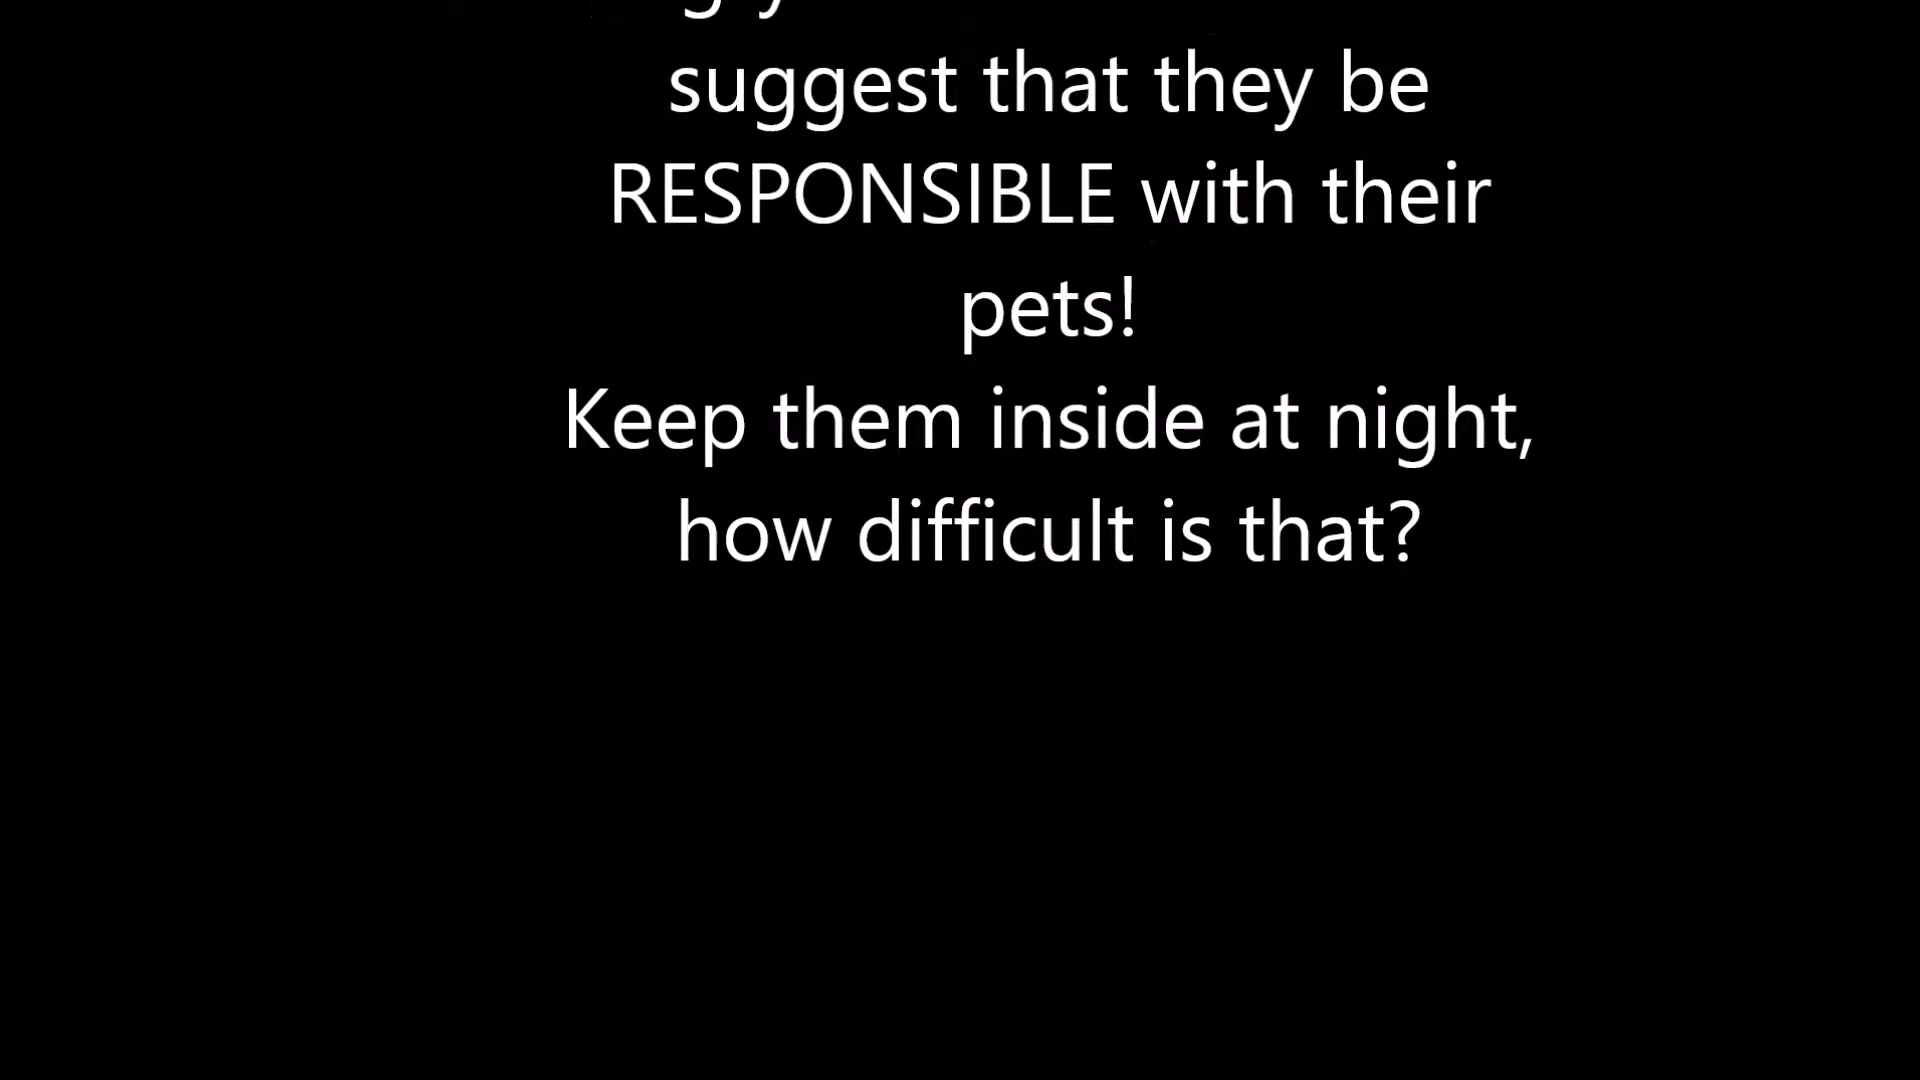 suggest that they be
RESPONSIBLE with their
pets!
Keep them inside at night,
how difficult is that?